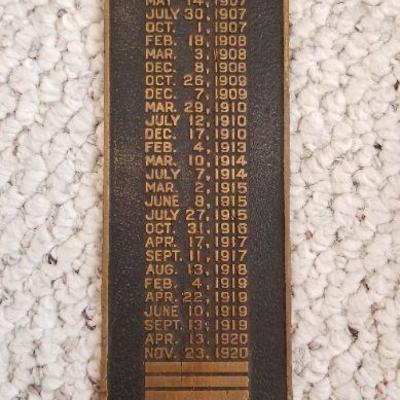 MAY 14, 1907
JULY 30, 1907
OCT. 1, 1907
FEB. 18, 1908
MAR. 3, 1908
DEC. 8, 1908
OCT. 26, 1909
DEC. 7, 1909
MAR. 29, 1910
JULY 12, 1910
DEC. 17, 1910
FEB. 4, 1913
MAR. 10, 1914
JULY 7, 1914
MAR. 2, 1915
JUNE 8, 1915
JULY 27, 1915
OCT. 31, 1916
APR. 17, 1917
SEPT. 11, 1917
AUG. 13, 1918
FEB. 4, 1919
APR. 22, 1919
JUNE 10, 1919
SEPT. 13, 1919
APR. 13, 1920
NOV. 23, 1920